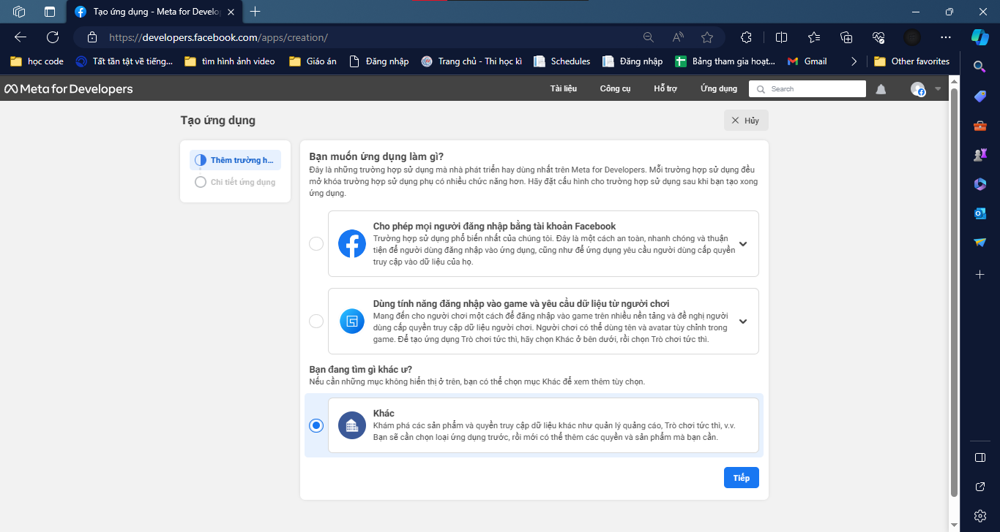 Tạo ứng dụng - Meta for Develo
https://developers.facebook.com/apps/creation/
học code
Tất tần tật về tiếng...
tìm hình ảnh video
Giáo án
Đăng nhập
Trang chủ - Thi học kì
Schedules
Đăng nhập
Bảng tham gia hoạt...
Gmail
Other favorites
Meta for Developers
Tài liệu
Công cụ
Hỗ trợ
Ứng dụng
Search
Tạo ứng dụng
Hủy
Thêm trường h...
Chi tiết ứng dụng
Bạn muốn ứng dụng làm gì?
Đây là những trường hợp sử dụng mà nhà phát triển hay dùng nhất trên Meta for Developers. Mỗi trường hợp sử dụng đều
mở khóa trường hợp sử dụng phụ có nhiều chức năng hơn. Hãy đặt cấu hình cho trường hợp sử dụng sau khi bạn tạo xong
ứng dụng.
Cho phép mọi người đăng nhập bằng tài khoản Facebook
Trường hợp sử dụng phổ biến nhất của chúng tôi. Đây là một cách an toàn, nhanh chóng và thuận
tiện để người dùng đăng nhập vào ứng dụng, cũng như để ứng dụng yêu cầu người dùng cấp quyền
truy cập vào dữ liệu của họ.
Dùng tính năng đăng nhập vào game và yêu cầu dữ liệu từ người chơi
Mang đến cho người chơi một cách để đăng nhập vào game trên nhiều nền tảng và đề nghị người
dùng cấp quyền truy cập dữ liệu người chơi. Người chơi có thể dùng tên và avatar tùy chỉnh trong
game. Để tạo ứng dụng Trò chơi tức thì, hãy chọn Khác ở bên dưới, rồi chọn Trò chơi tức thì.
Bạn đang tìm gì khác ư?
Nếu cần những mục không hiển thị ở trên, bạn có thể chọn mục Khác để xem thêm tùy chọn.
Khác
Khám phá các sản phẩm và quyền truy cập dữ liệu khác như quản lý quảng cáo, Trò chơi tức thì, v.v.
Bạn sẽ cần chọn loại ứng dụng trước, rồi mới có thể thêm các quyền và sản phẩm mà bạn cần.
Tiếp